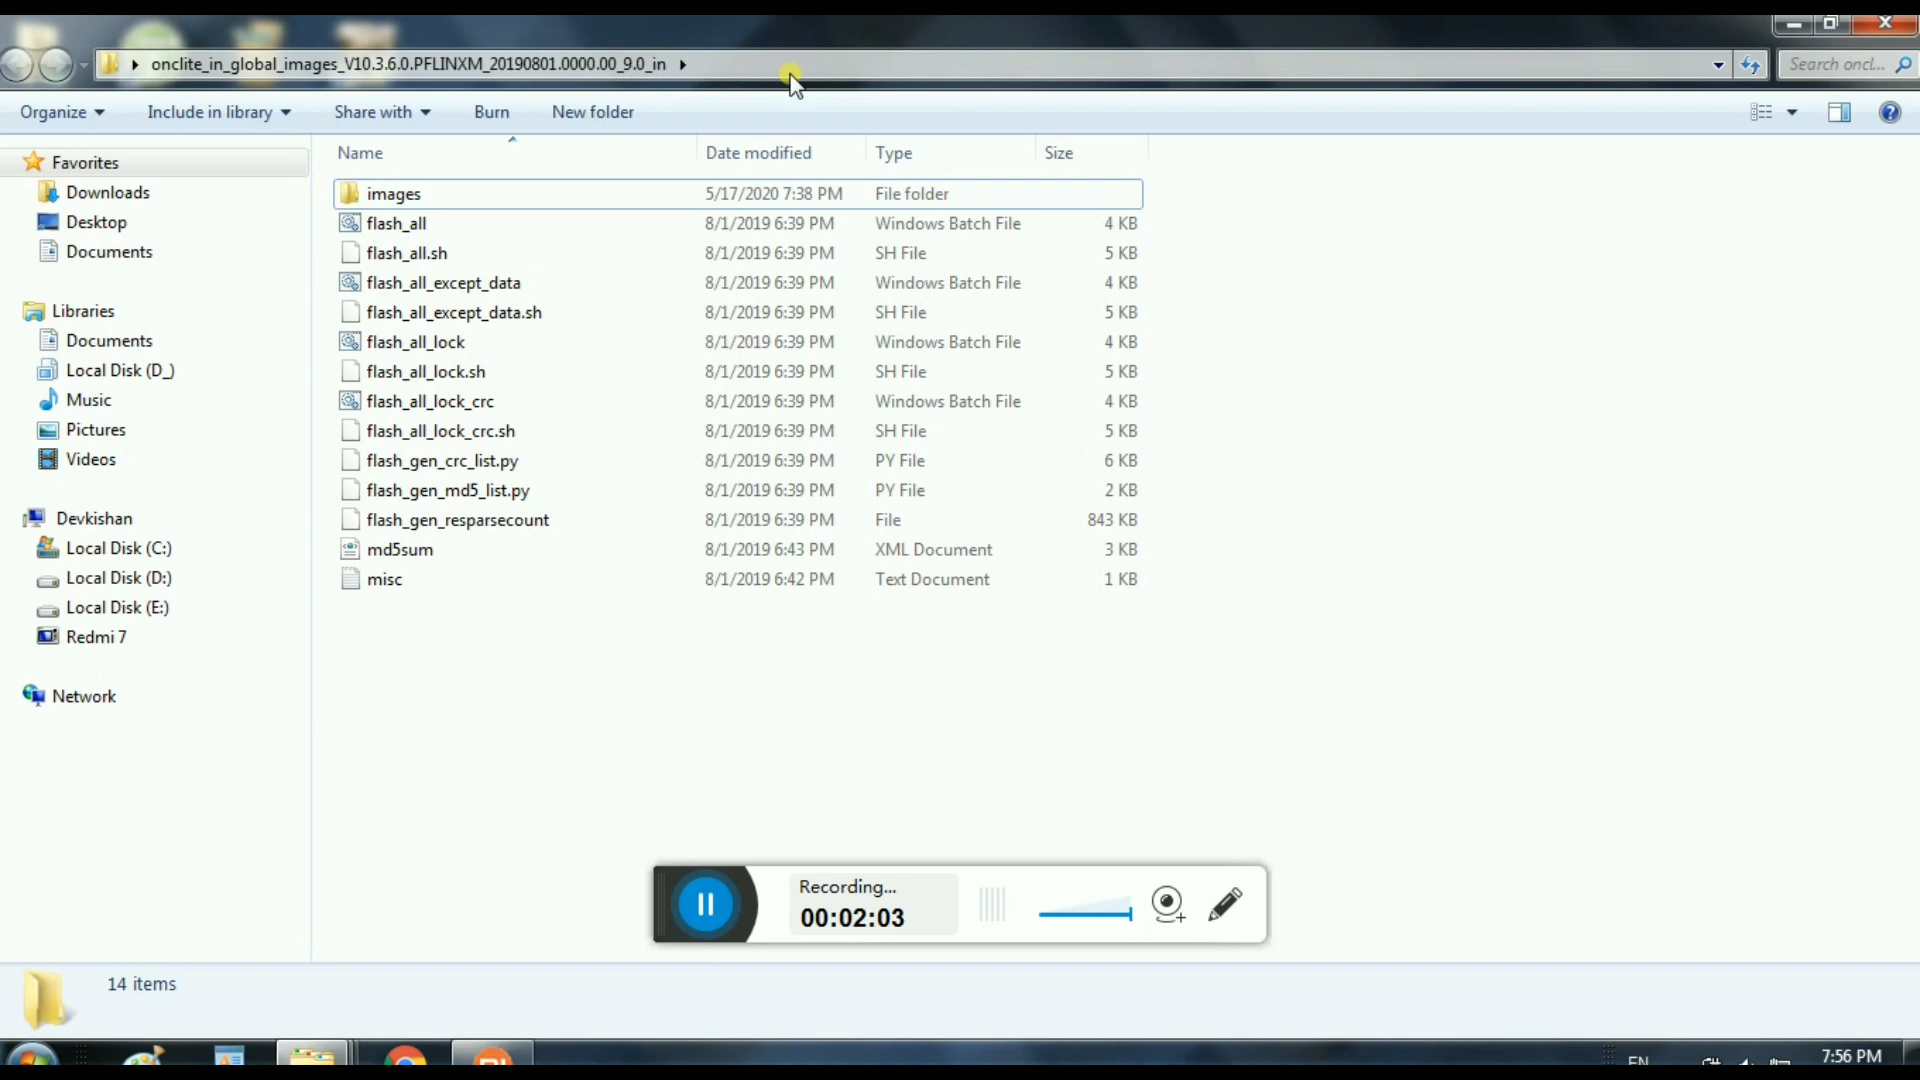 onclite_in_global_images_V10.3.6.0.PFLINXM_20190801.0000.00_9.0_in
Search oncl...
Organize Include in library Share with Burn New folder
Favorites
Downloads
Desktop
Documents
Libraries
Documents
Local Disk (D_)
Music
Pictures
Videos
Devkishan
Local Disk (C:)
Local Disk (D:)
Local Disk (E:)
Redmi 7
Network
Name Date modified Type Size
images 5/17/2020 7:38 PM File folder
flash_all 8/1/2019 6:39 PM Windows Batch File 4 KB
flash_all.sh 8/1/2019 6:39 PM SH File 5 KB
flash_all_except_data 8/1/2019 6:39 PM Windows Batch File 4 KB
flash_all_except_data.sh 8/1/2019 6:39 PM SH File 5 KB
flash_all_lock 8/1/2019 6:39 PM Windows Batch File 4 KB
flash_all_lock.sh 8/1/2019 6:39 PM SH File 5 KB
flash_all_lock_crc 8/1/2019 6:39 PM Windows Batch File 4 KB
flash_all_lock_crc.sh 8/1/2019 6:39 PM SH File 5 KB
flash_gen_crc_list.py 8/1/2019 6:39 PM PY File 6 KB
flash_gen_md5_list.py 8/1/2019 6:39 PM PY File 2 KB
flash_gen_resparsecount 8/1/2019 6:39 PM File 843 KB
md5sum 8/1/2019 6:43 PM XML Document 3 KB
misc 8/1/2019 6:42 PM Text Document 1 KB
Recording...
00:02:03
14 items
EN
7:56 PM